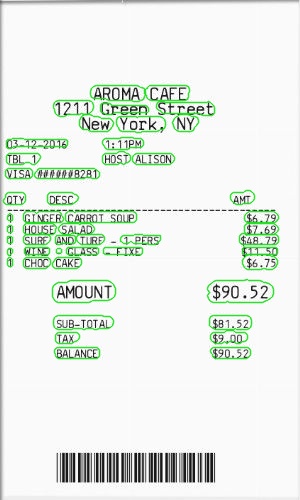 AROMA CAFE
1211 Green Street
New York, NY
03-12-2016 1:11PM
TBL 1 HOST ALISON
VISA ######8281
QTY DESC AMT
1 GINGER CARROT SOUP $6.79
1 HOUSE SALAD $7.69
1 SURF AND TURF - 1 PERS $48.79
1 WINE GLASS - FIXE $11.50
1 CHOC CAKE $6.75
AMOUNT $90.52
SUB-TOTAL $81.52
TAX $9.00
BALANCE $90.52